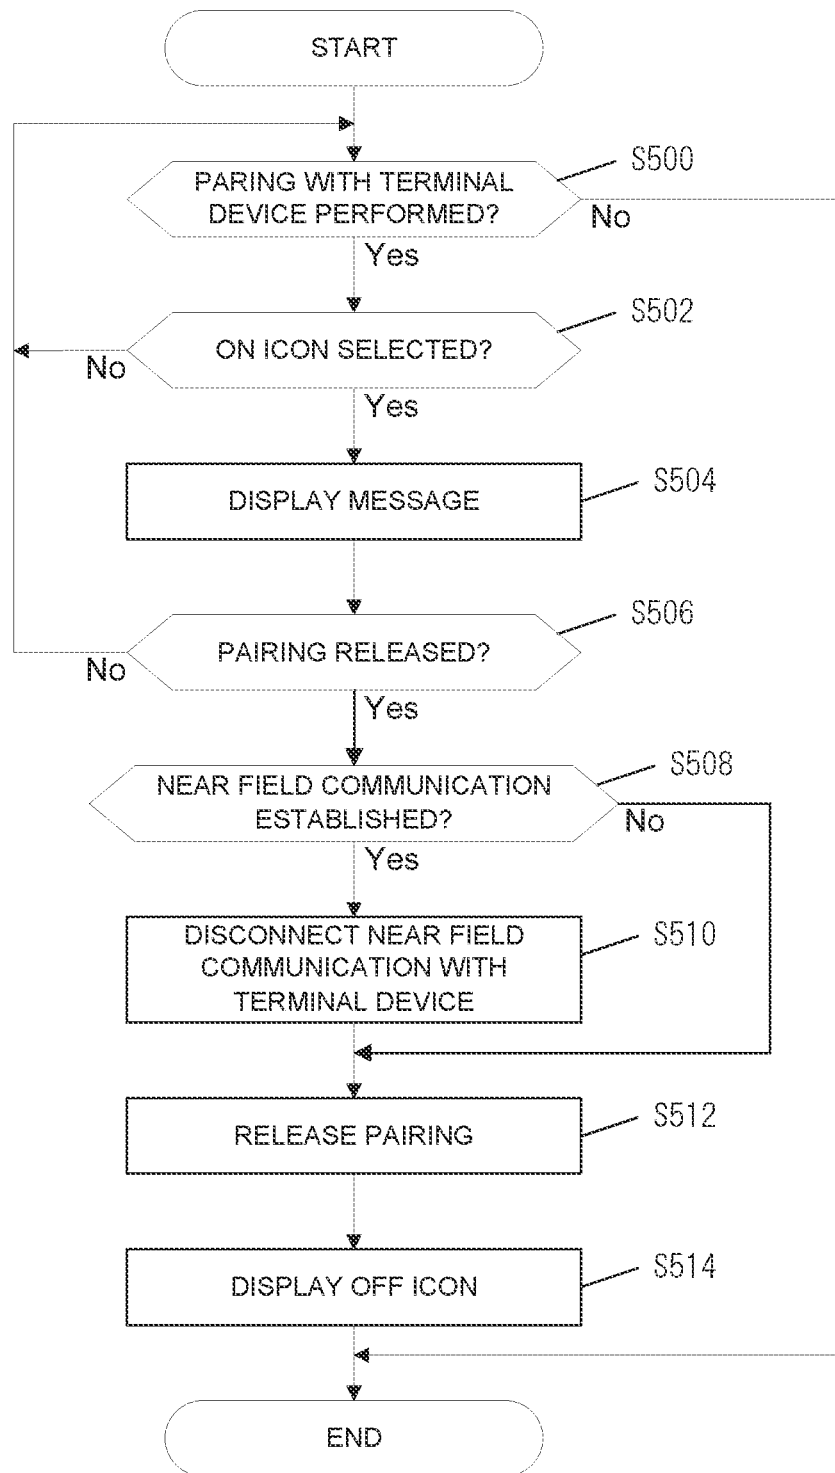 START
S500
PARING WITH TERMINAL
DEVICE PERFORMED?
No
Yes
S502
ON ICON SELECTED?
No
Yes
S504
DISPLAY MESSAGE
S506
PAIRING RELEASED?
No
Yes
S508
NEAR FIELD COMMUNICATION
ESTABLISHED?
No
Yes
DISCONNECT NEAR FIELD
S510
COMMUNICATION WITH
TERMINAL DEVICE
S512
RELEASE PAIRING
S514
DISPLAY OFF ICON
END